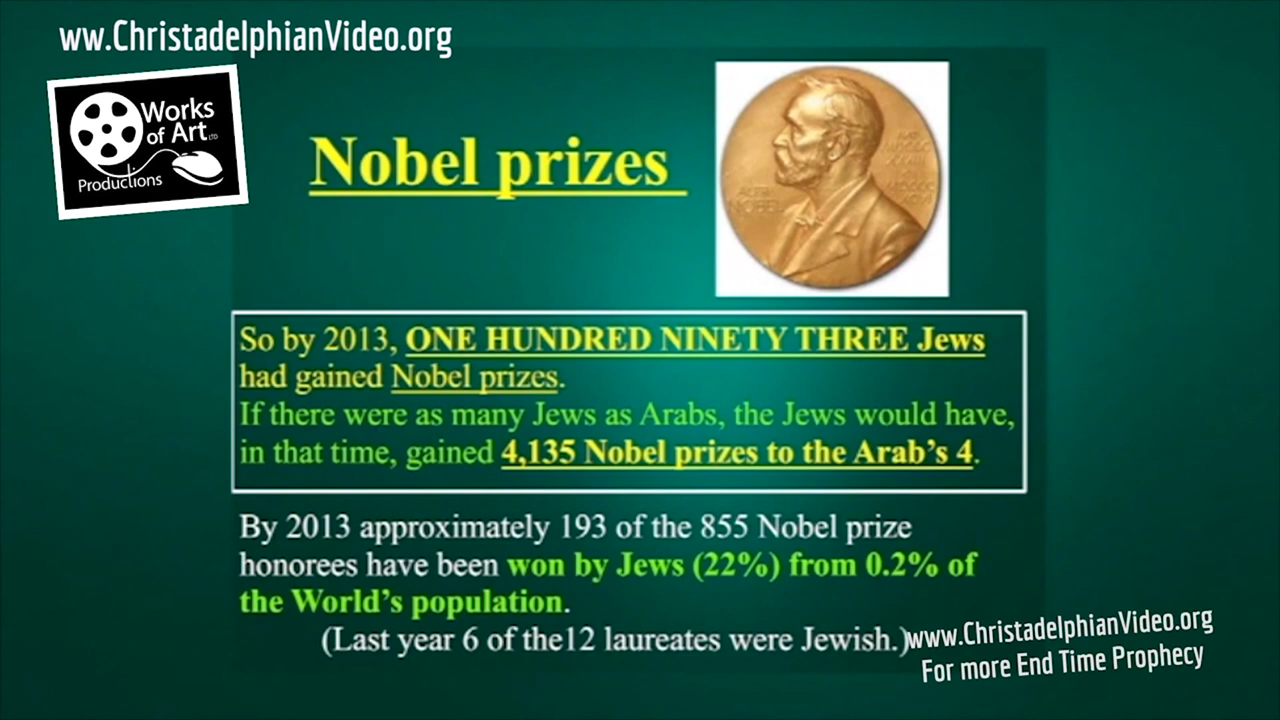 ww.ChristadelphianVideo.org
Works
of Art LTD
Productions
Nobel prizes
So by 2013, ONE HUNDRED NINETY THREE Jews
had gained Nobel prizes.
If there were as many Jews as Arabs, the Jews would have,
in that time, gained 4,135 Nobel prizes to the Arab's 4.
By 2013 approximately 193 of the 855 Nobel prize
honorees have been won by Jews (22%) from 0.2% of
the World's population.
(Last year 6 of the12 laureates were Jewish.)
www.ChristadelphianVideo.org
For more End Time Prophecy